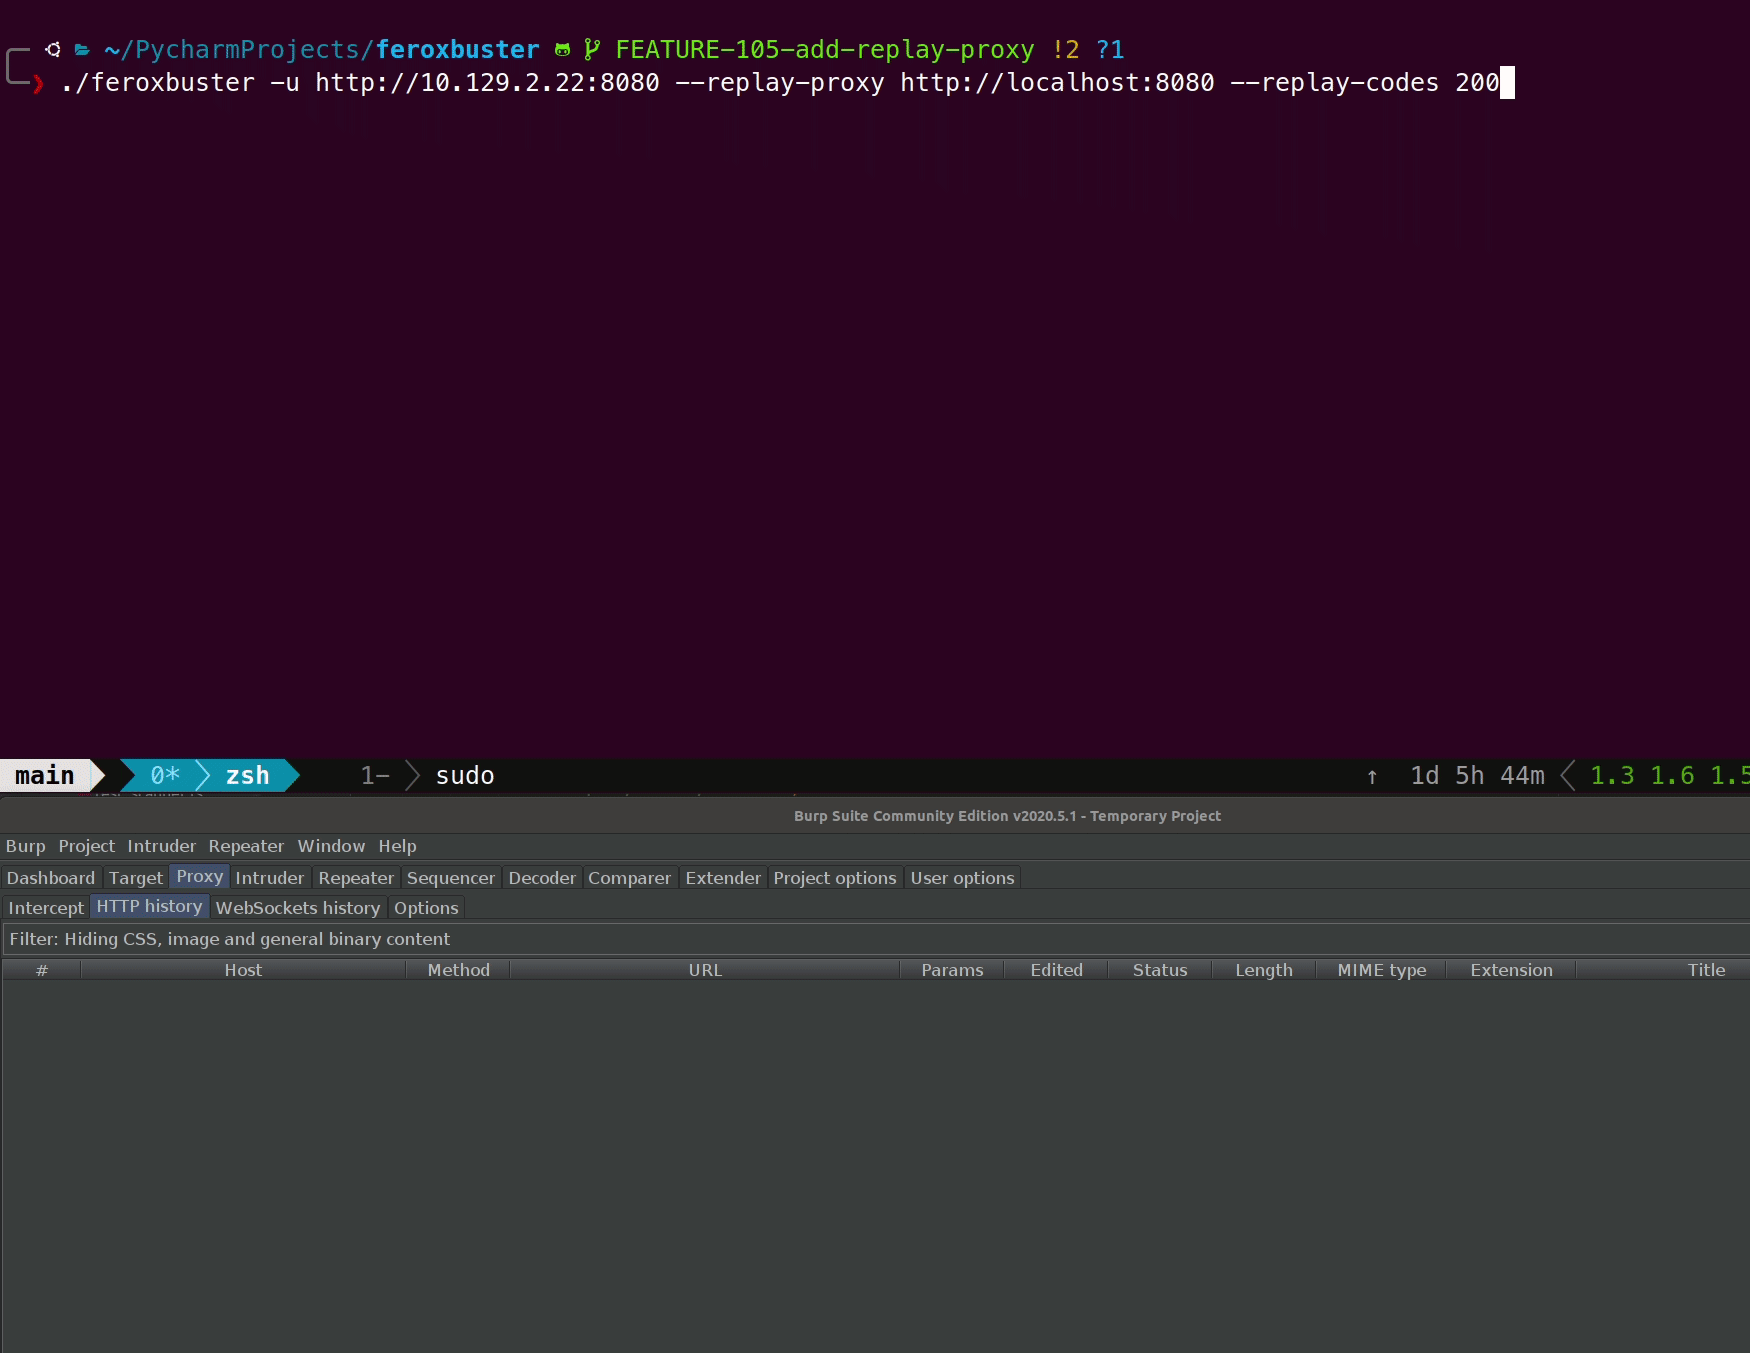 ~/PycharmProjects/feroxbuster FEATURE-105-add-replay-proxy !2 ?1
❯ ./feroxbuster -u http://10.129.2.22:8080 --replay-proxy http://localhost:8080 --replay-codes 200
main 0* zsh 1- sudo ↑ 1d 5h 44m 1.3 1.6 1.5
Burp Suite Community Edition v2020.5.1 - Temporary Project
Burp Project Intruder Repeater Window Help
Dashboard Target Proxy Intruder Repeater Sequencer Decoder Comparer Extender Project options User options
Intercept HTTP history WebSockets history Options
Filter: Hiding CSS, image and general binary content
# Host Method URL Params Edited Status Length MIME type Extension Title